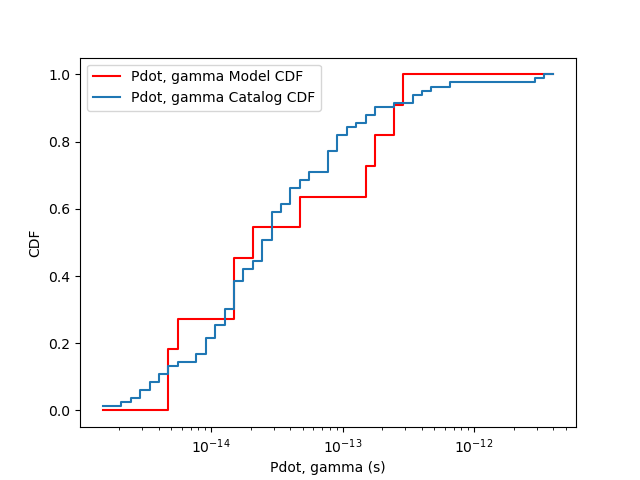 Pdot, gamma Model CDF
Pdot, gamma Catalog CDF
1.0
0.8
0.6
0.4
0.2
0.0
CDF
10⁻¹⁴
10⁻¹³
10⁻¹²
Pdot, gamma (s)